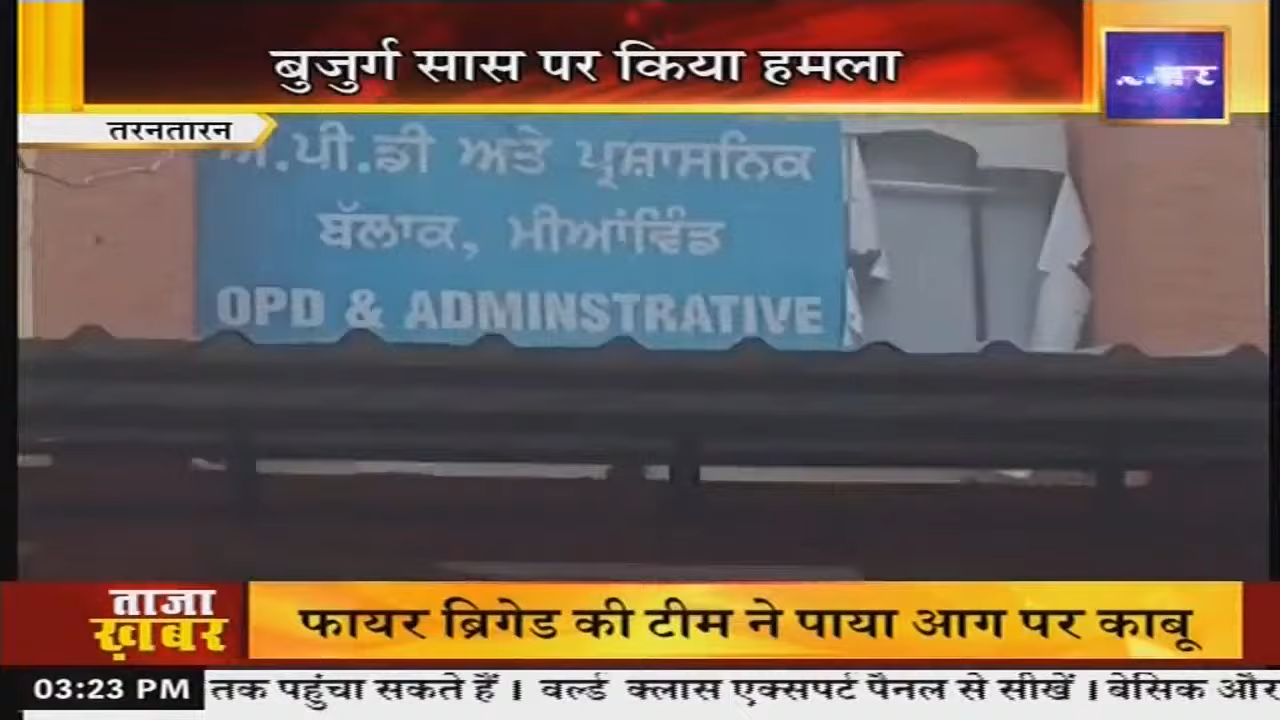 बुजुर्ग सास पर किया हमला
तरनतारन
ਪੀ.ਡੀ ਅਤੇ ਪ੍ਰਸ਼ਾਸਨਿਕ
ਬੱਲਾਕ, ਮੀਆਂਵਿੰਡ
OPD & ADMINSTRATIVE
ताजा
ख़बर
फायर ब्रिगेड की टीम ने पाया आग पर काबू
03:23 PM तक पहुंचा सकते हैं । वर्ल्ड क्लास एक्सपर्ट पैनल से सीखें । बेसिक और